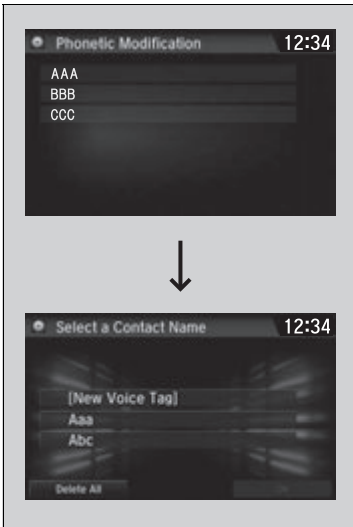 Phonetic Modification 12:34
AAA
BBB
CCC
Select a Contact Name 12:34
[New Voice Tag]
Aaa
Abc
Delete All